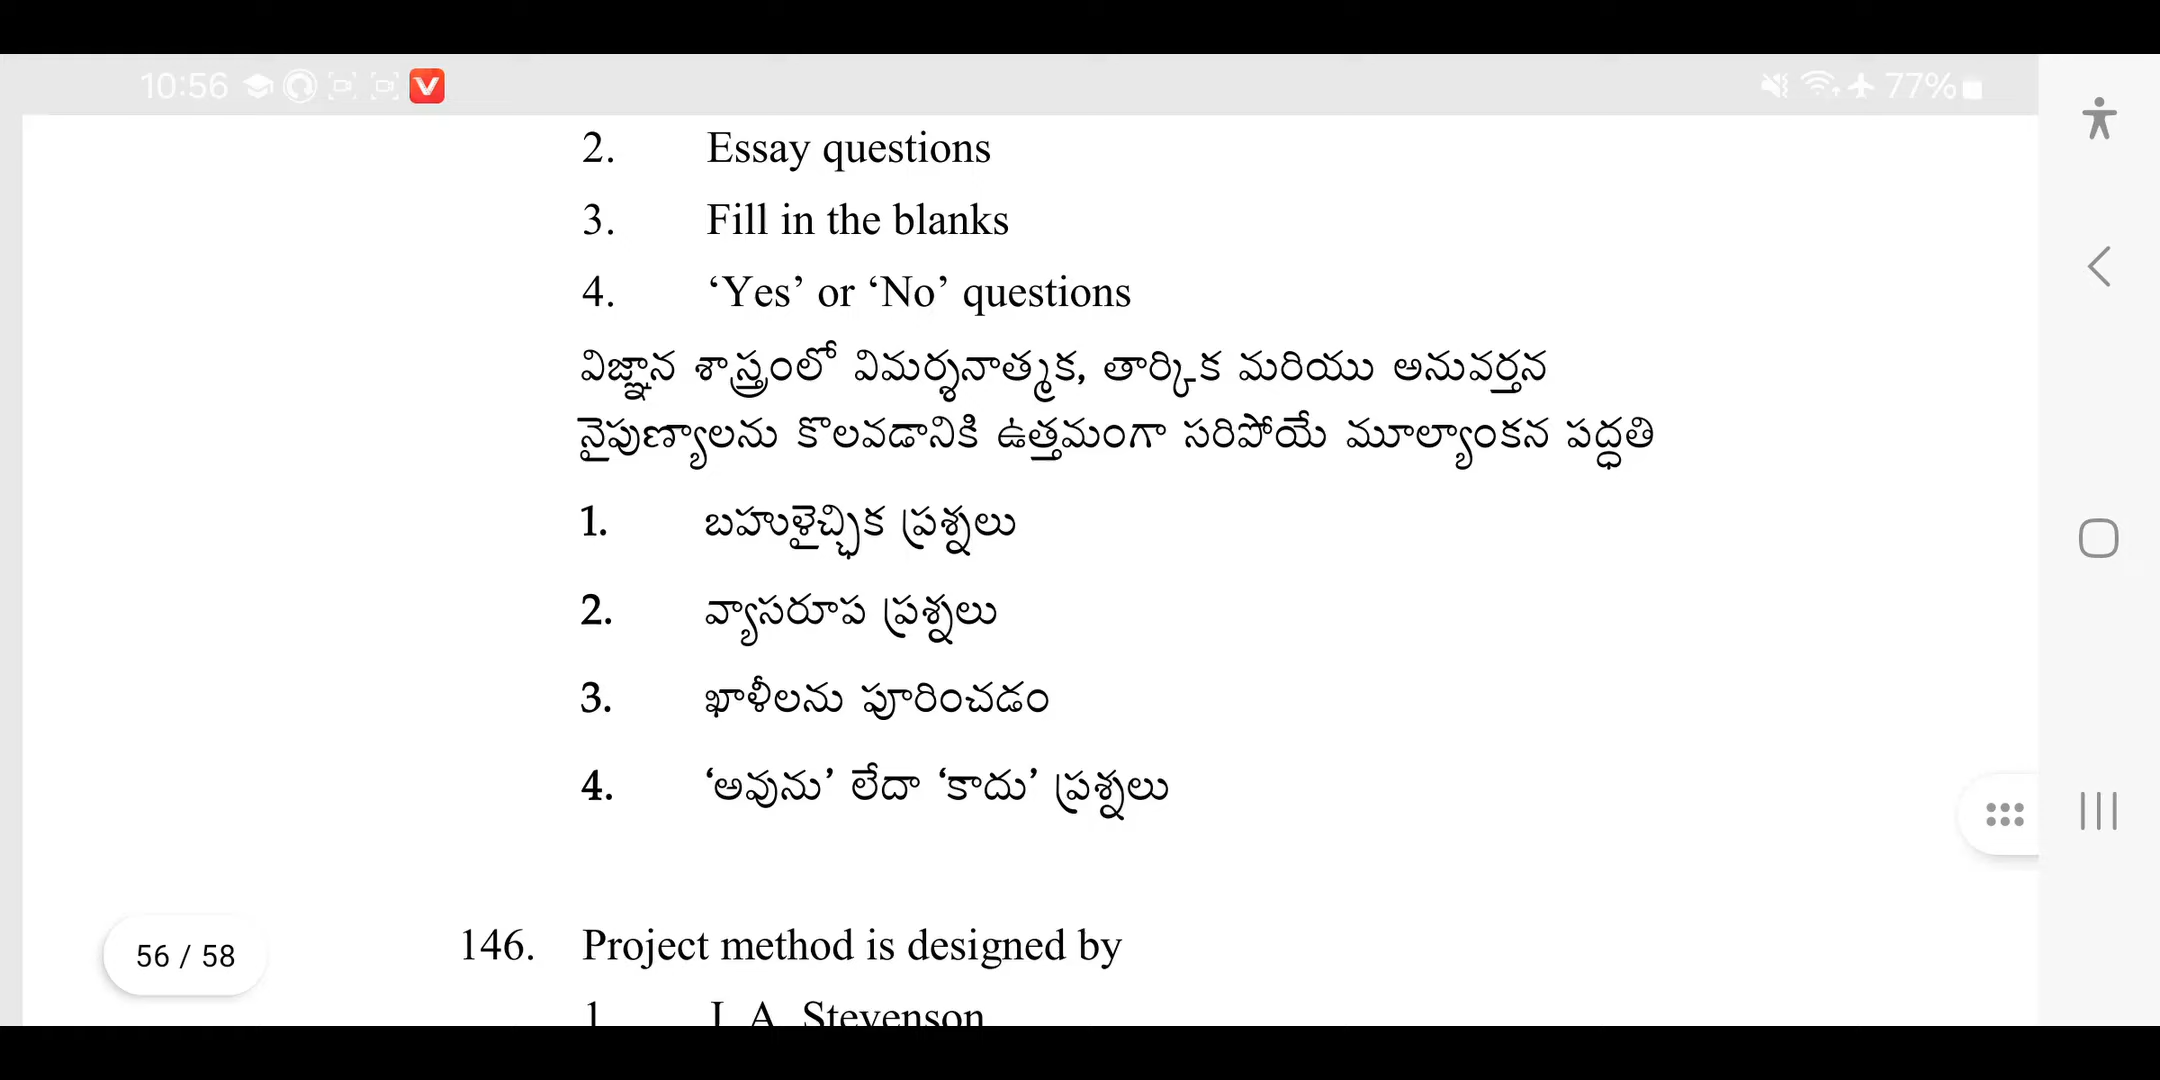 10:56
77%
2. Essay questions
3. Fill in the blanks
4. ‘Yes’ or ‘No’ questions
విజ్ఞాన శాస్త్రంలో విమర్శనాత్మక, తార్కిక మరియు అనువర్తన
నైపుణ్యాలను కొలవడానికి ఉత్తమంగా సరిపోయే మూల్యాంకన పద్ధతి
1. బహుళైచ్ఛిక ప్రశ్నలు
2. వ్యాసరూప ప్రశ్నలు
3. ఖాళీలను పూరించడం
4. ‘అవును’ లేదా ‘కాదు’ ప్రశ్నలు
56 / 58
146. Project method is designed by
1. J. A. Stevenson